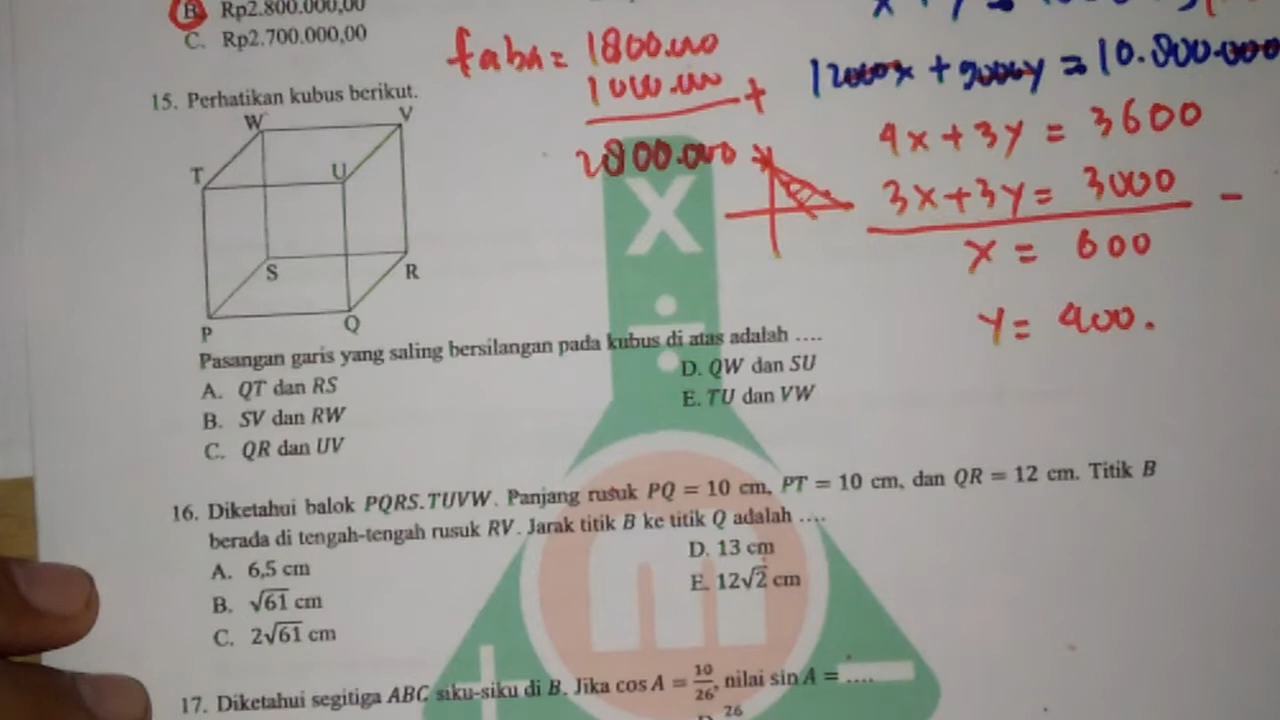 B. Rp2.800.000,00
C. Rp2.700.000,00
faba = 1800.000
1000.000 +
2800.000
12000x + 9000y = 10.800.000
4x + 3y = 3600
3x + 3y = 3000 -
x = 600
y = 400.
15. Perhatikan kubus berikut.
W V
T U
S R
P Q
Pasangan garis yang saling bersilangan pada kubus di atas adalah ....
A. QT dan RS
B. SV dan RW
C. QR dan UV
D. QW dan SU
E. TU dan VW
16. Diketahui balok PQRS.TUVW. Panjang rusuk PQ = 10 cm, PT = 10 cm, dan QR = 12 cm. Titik B
berada di tengah-tengah rusuk RV. Jarak titik B ke titik Q adalah ....
A. 6,5 cm
B. √61 cm
C. 2√61 cm
D. 13 cm
E. 12√2 cm
17. Diketahui segitiga ABC siku-siku di B. Jika cos A = 10/26, nilai sin A = ....
26